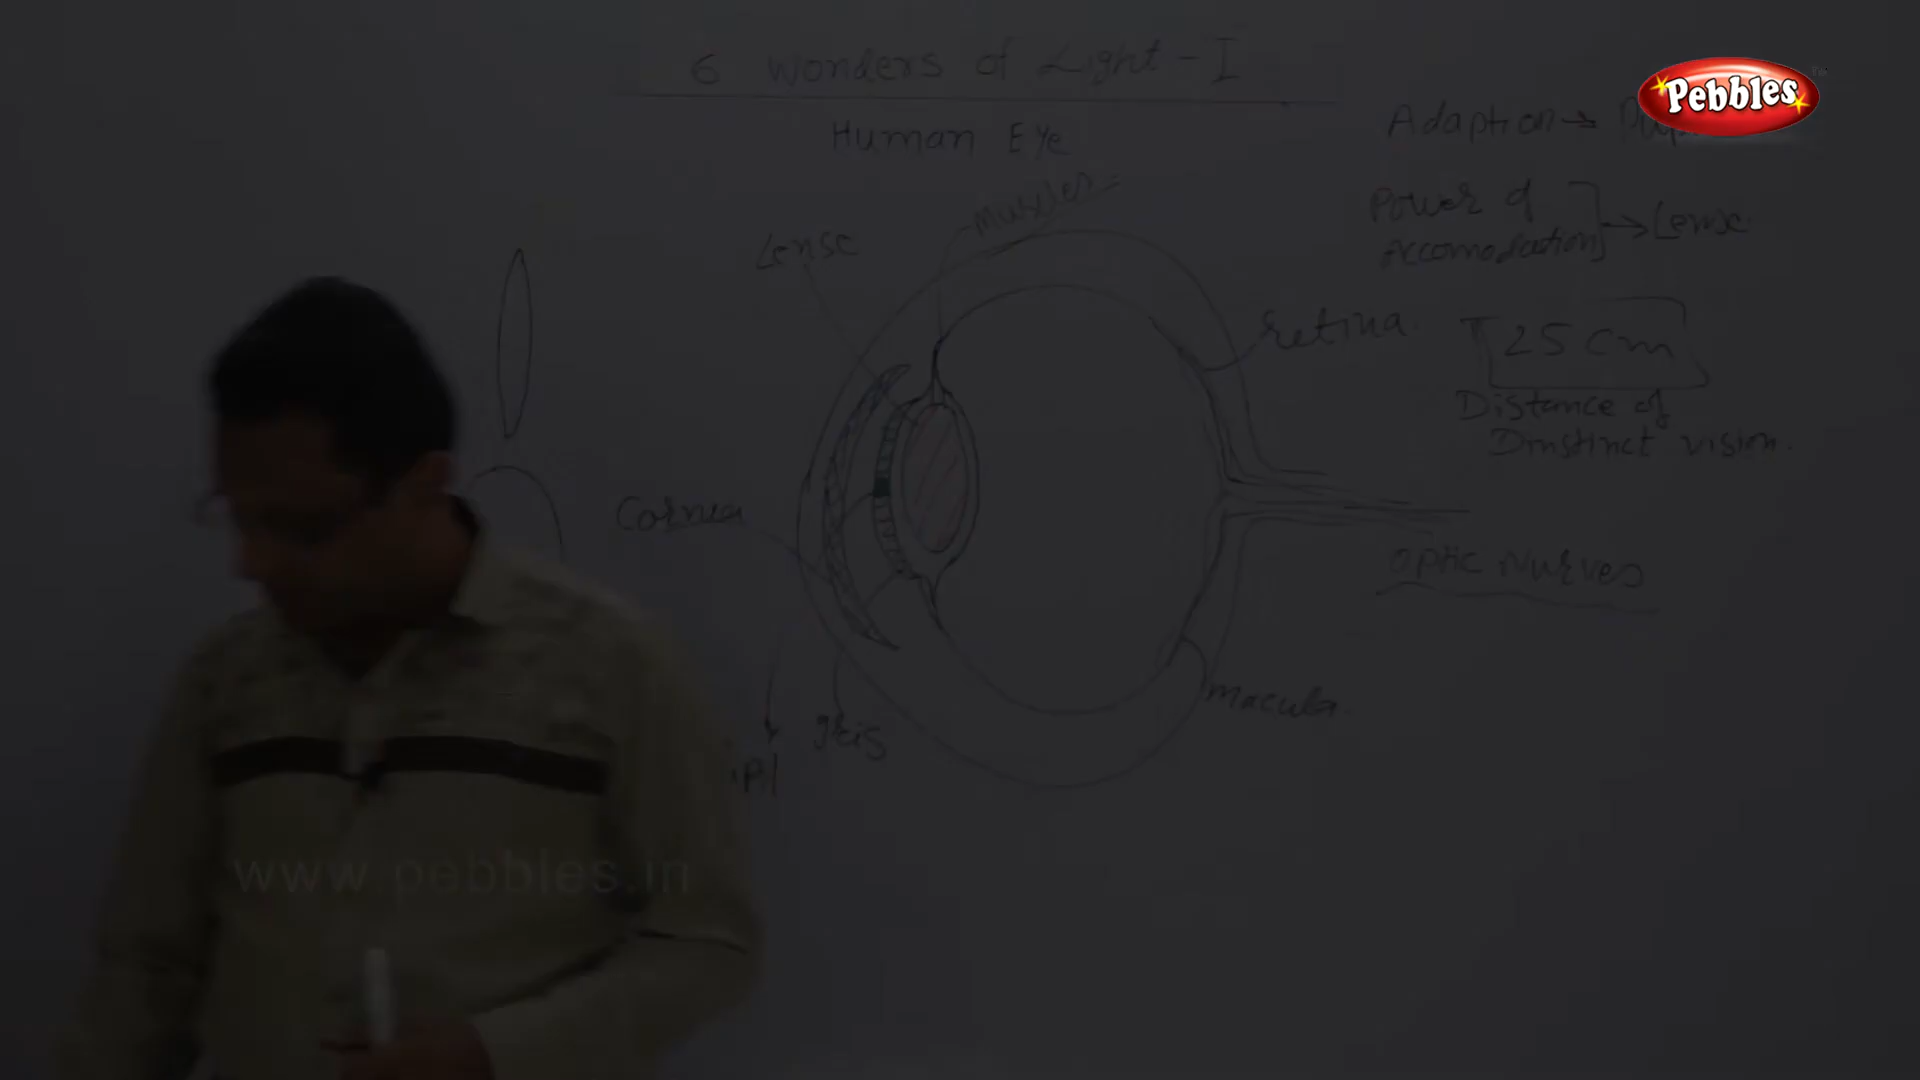 6 Wonders of Light - I
Human Eye
Pebbles
Adaption →
Power of
Accomodation → Lense
Muscles
Lense
retina
25 cm
Distance of
Dinstinct vision.
Cornea
optic Nurves
macula
Iris
www.pebbles.in